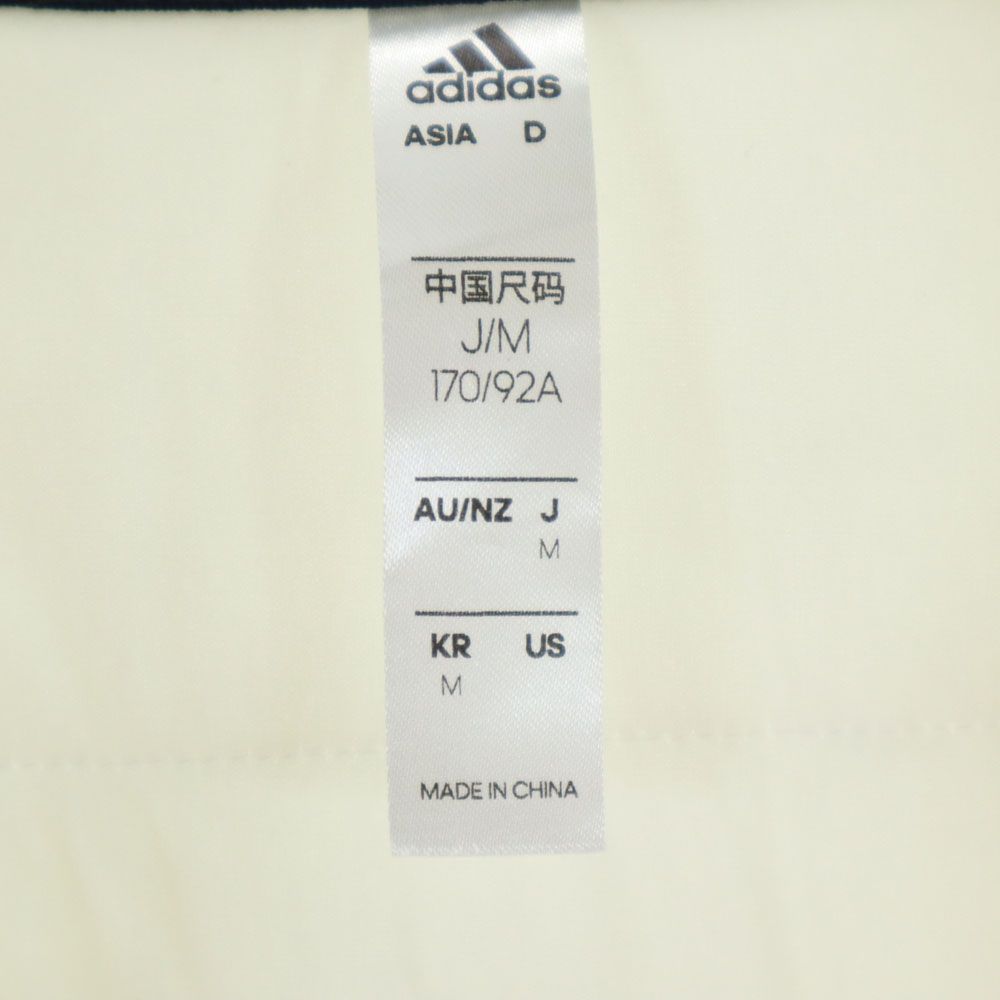 adidas
ASIA D
中国尺码
J/M
170/92A
AU/NZ J
M
KR US
M
MADE IN CHINA